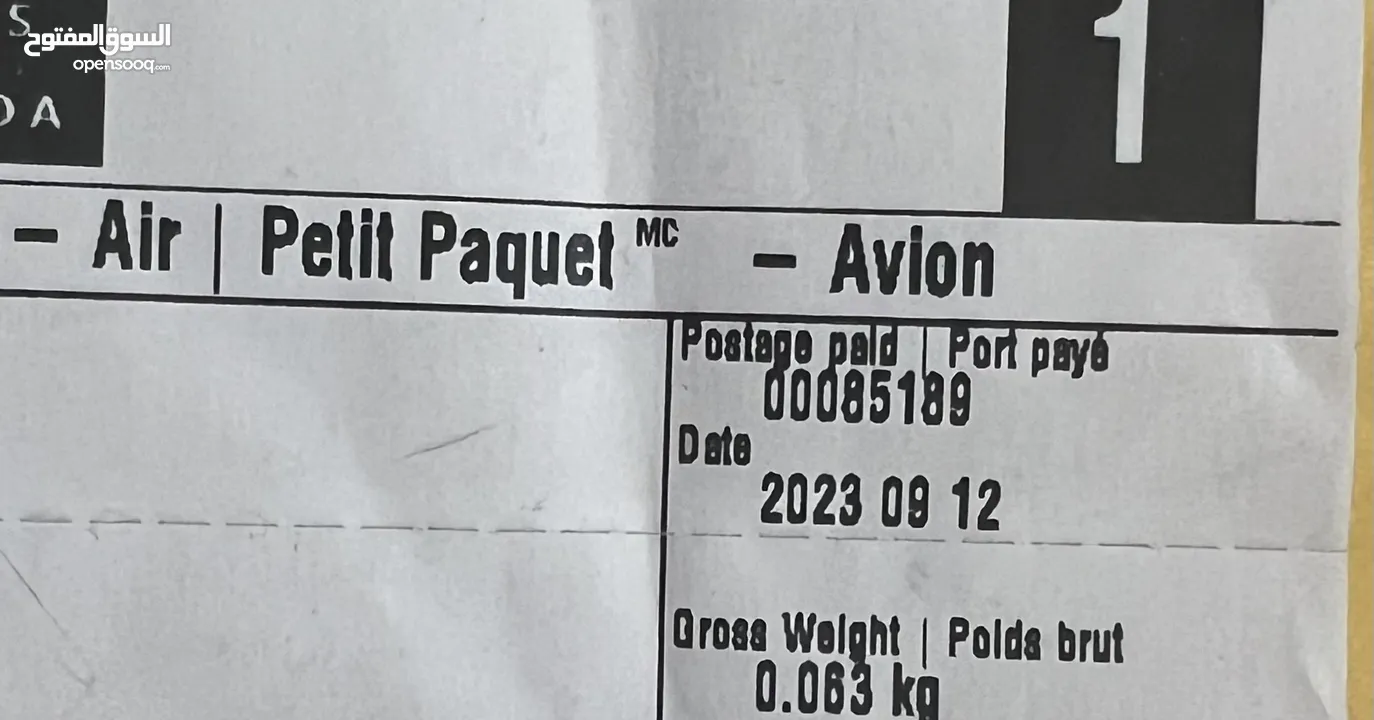 S
السوق المفتوح
opensooq.com
DA
1
- Air | Petit Paquet MC - Avion
Postage paid | Port payé
00085189
Date
2023 09 12
Gross Weight | Poids brut
0.063 kg